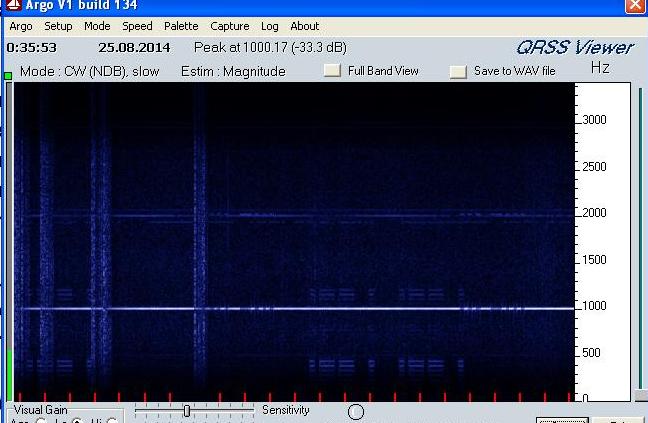 Argo V1 build 134
Argo Setup Mode Speed Palette Capture Log About
0:35:53 25.08.2014 Peak at 1000.17 (-33.3 dB) QRSS Viewer
Mode : CW (NDB), slow Estim : Magnitude Full Band View Save to WAV file Hz
3000
2500
2000
1500
1000
500
0
Visual Gain Sensitivity